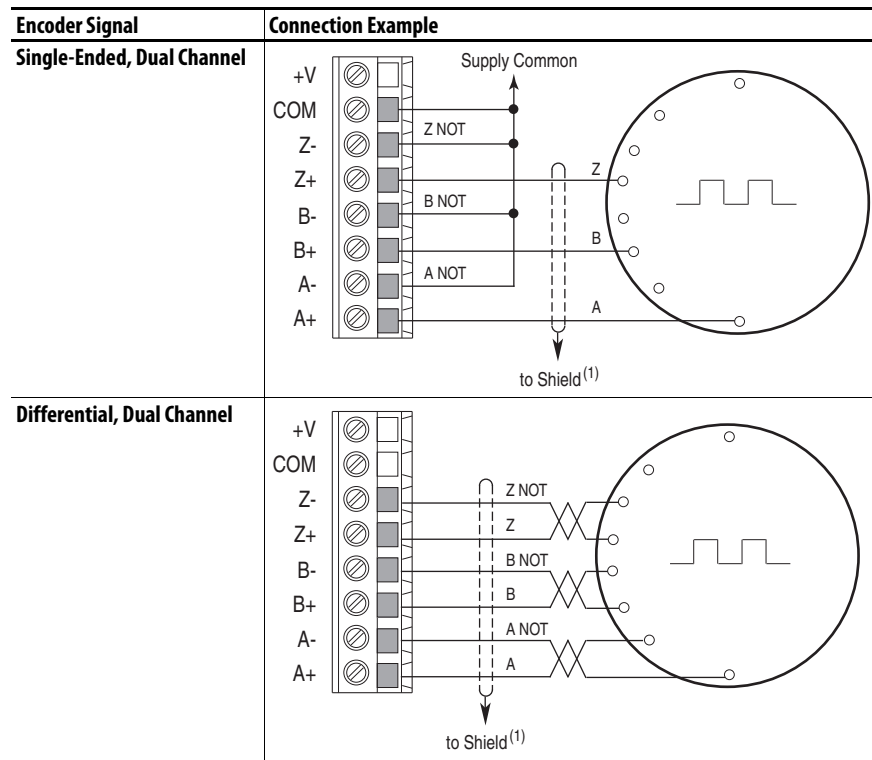 Encoder Signal
Connection Example
Single-Ended, Dual Channel
Supply Common
+V
COM
Z NOT
Z-
Z+
Z
B NOT
B-
B+
B
A NOT
A-
A+
A
to Shield (1)
Differential, Dual Channel
+V
COM
Z-
Z NOT
Z+
Z
B-
B NOT
B+
B
A-
A NOT
A+
A
to Shield (1)